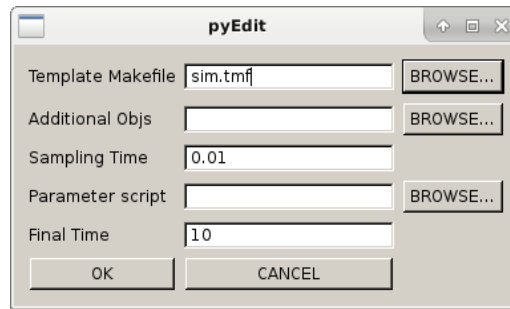 pyEdit
Template Makefile sim.tmf BROWSE...
Additional Objs BROWSE...
Sampling Time 0.01
Parameter script BROWSE...
Final Time 10
OK CANCEL